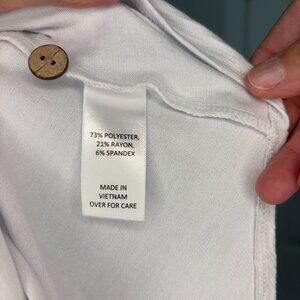 73% POLYESTER,
21% RAYON,
6% SPANDEX
MADE IN
VIETNAM
OVER FOR CARE